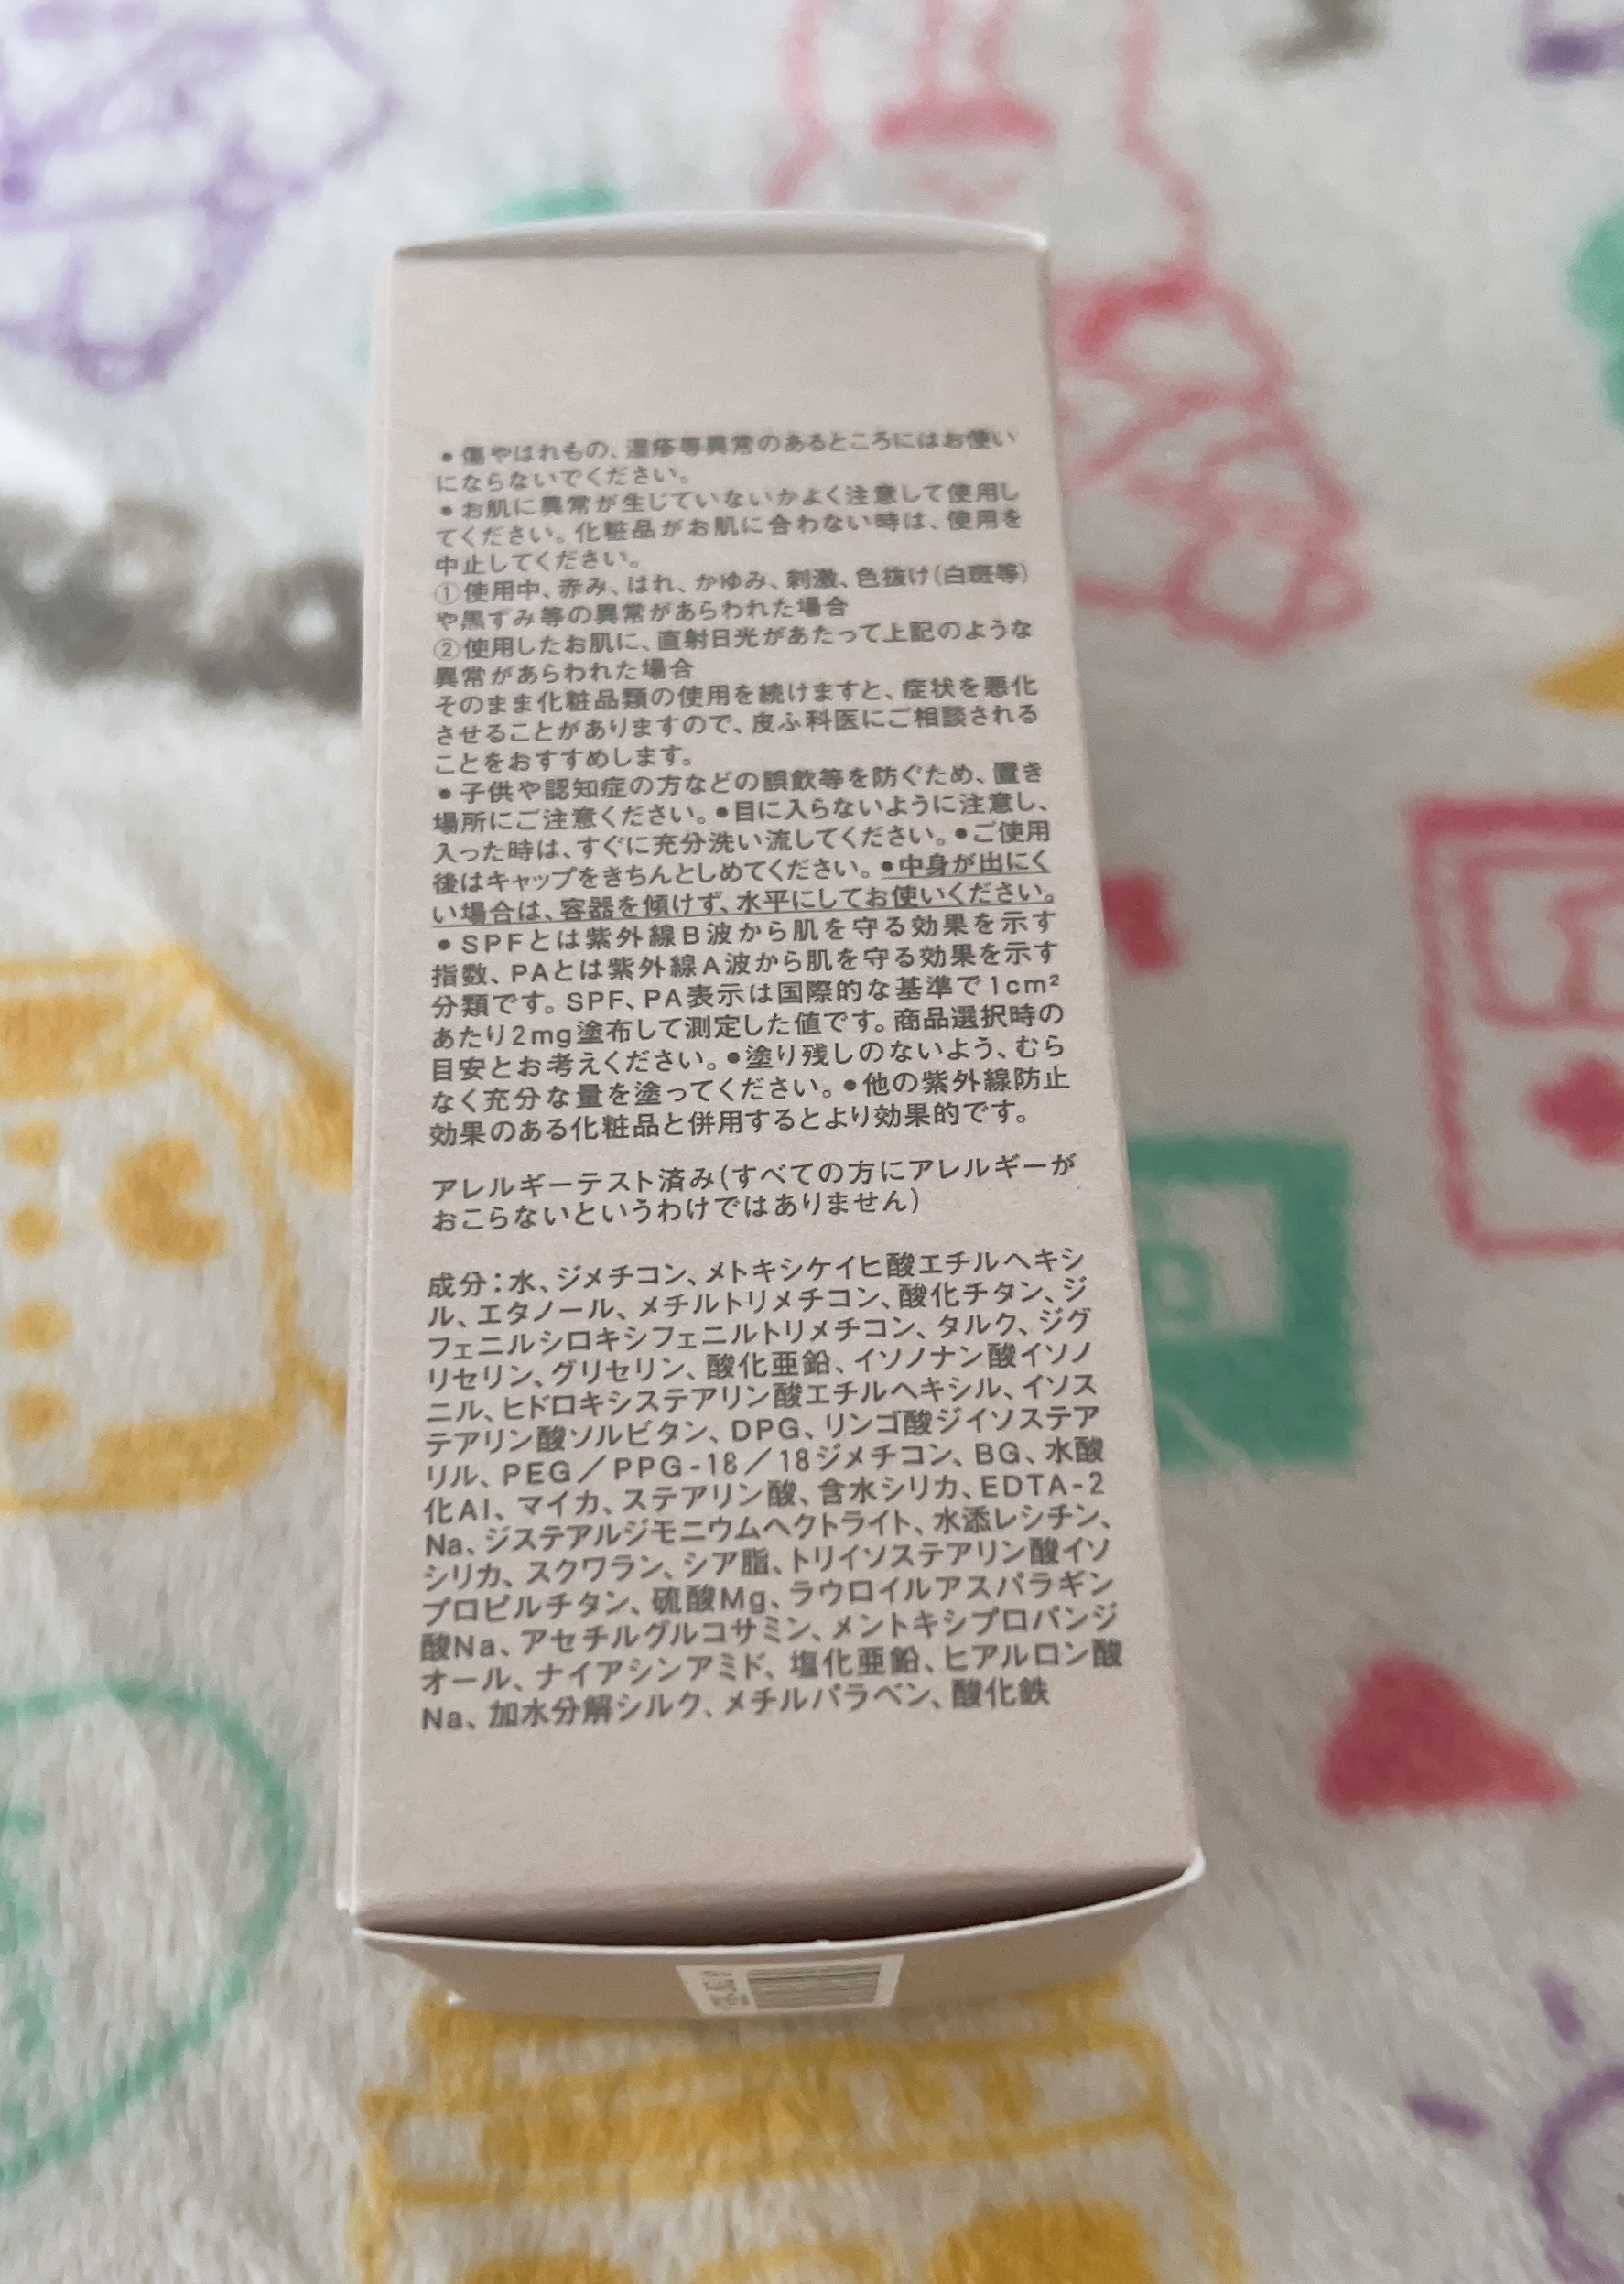 ●傷やはれもの、湿疹等異常のあるところにはお使い
にならないでください。
●お肌に異常が生じていないかよく注意して使用し
てください。化粧品がお肌に合わない時は、使用を
中止してください。
①使用中、赤み、はれ、かゆみ、刺激、色抜け(白斑等)
や黒ずみ等の異常があらわれた場合
②使用したお肌に、直射日光があたって上記のような
異常があらわれた場合
そのまま化粧品類の使用を続けますと、症状を悪化
させることがありますので、皮ふ科医にご相談される
ことをおすすめします。
●子供や認知症の方などの誤飲等を防ぐため、置き
場所にご注意ください。●目に入らないように注意し、
入った時は、すぐに充分洗い流してください。●ご使用
後はキャップをきちんとしめてください。●中身が出にく
い場合は、容器を傾けず、水平にしてお使いください。
●SPFとは紫外線B波から肌を守る効果を示す
指数、PAとは紫外線A波から肌を守る効果を示す
分類です。SPF、PA表示は国際的な基準で1cm²
あたり2mg塗布して測定した値です。商品選択時の
目安とお考えください。●塗り残しのないよう、むら
なく充分な量を塗ってください。●他の紫外線防止
効果のある化粧品と併用するとより効果的です。
アレルギーテスト済み(すべての方にアレルギーが
おこらないというわけではありません)
成分：水、ジメチコン、メトキシケイヒ酸エチルヘキシ
ル、エタノール、メチルトリメチコン、酸化チタン、ジ
フェニルシロキシフェニルトリメチコン、タルク、ジグ
リセリン、グリセリン、酸化亜鉛、イソノナン酸イソノ
ニル、ヒドロキシステアリン酸エチルヘキシル、イソス
テアリン酸ソルビタン、DPG、リンゴ酸ジイソステア
リル、PEG／PPG-18／18ジメチコン、BG、水酸
化Al、マイカ、ステアリン酸、含水シリカ、EDTA-2
Na、ジステアルジモニウムヘクトライト、水添レシチン、
シリカ、スクワラン、シア脂、トリイソステアリン酸イソ
プロピルチタン、硫酸Mg、ラウロイルアスパラギン
酸Na、アセチルグルコサミン、メントキシプロパンジ
オール、ナイアシンアミド、塩化亜鉛、ヒアルロン酸
Na、加水分解シルク、メチルパラベン、酸化鉄